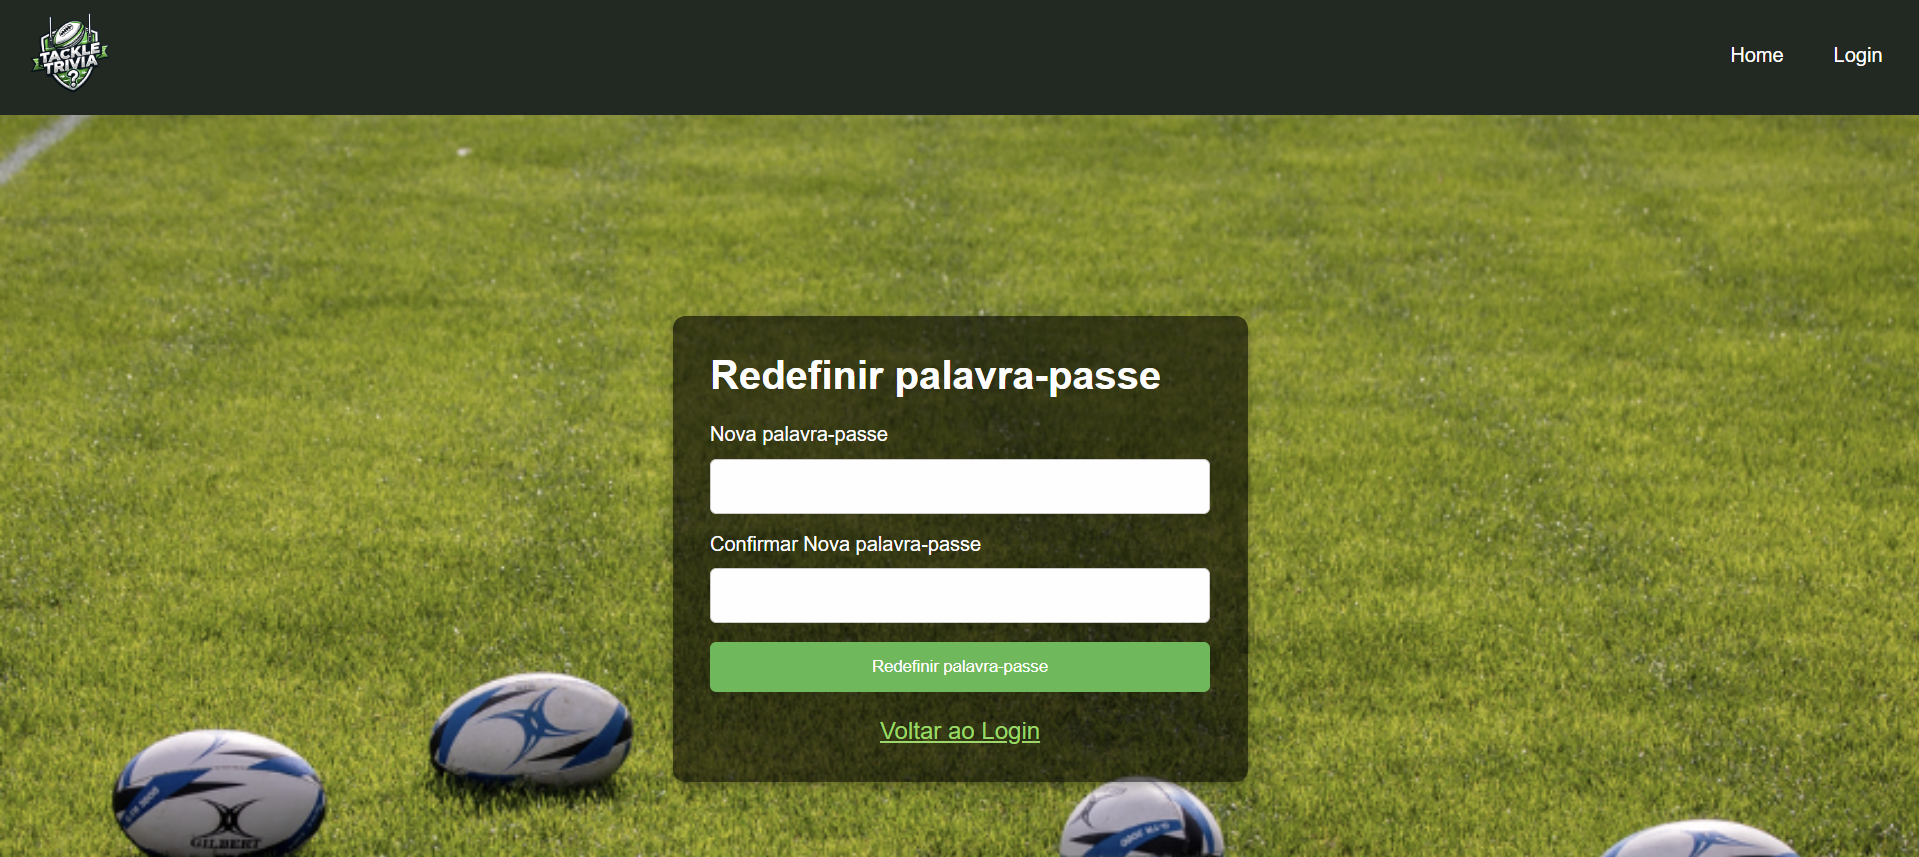 TACKLE
TRIVIA
?
Home
Login
Redefinir palavra-passe
Nova palavra-passe
Confirmar Nova palavra-passe
Redefinir palavra-passe
Voltar ao Login
GILBERT